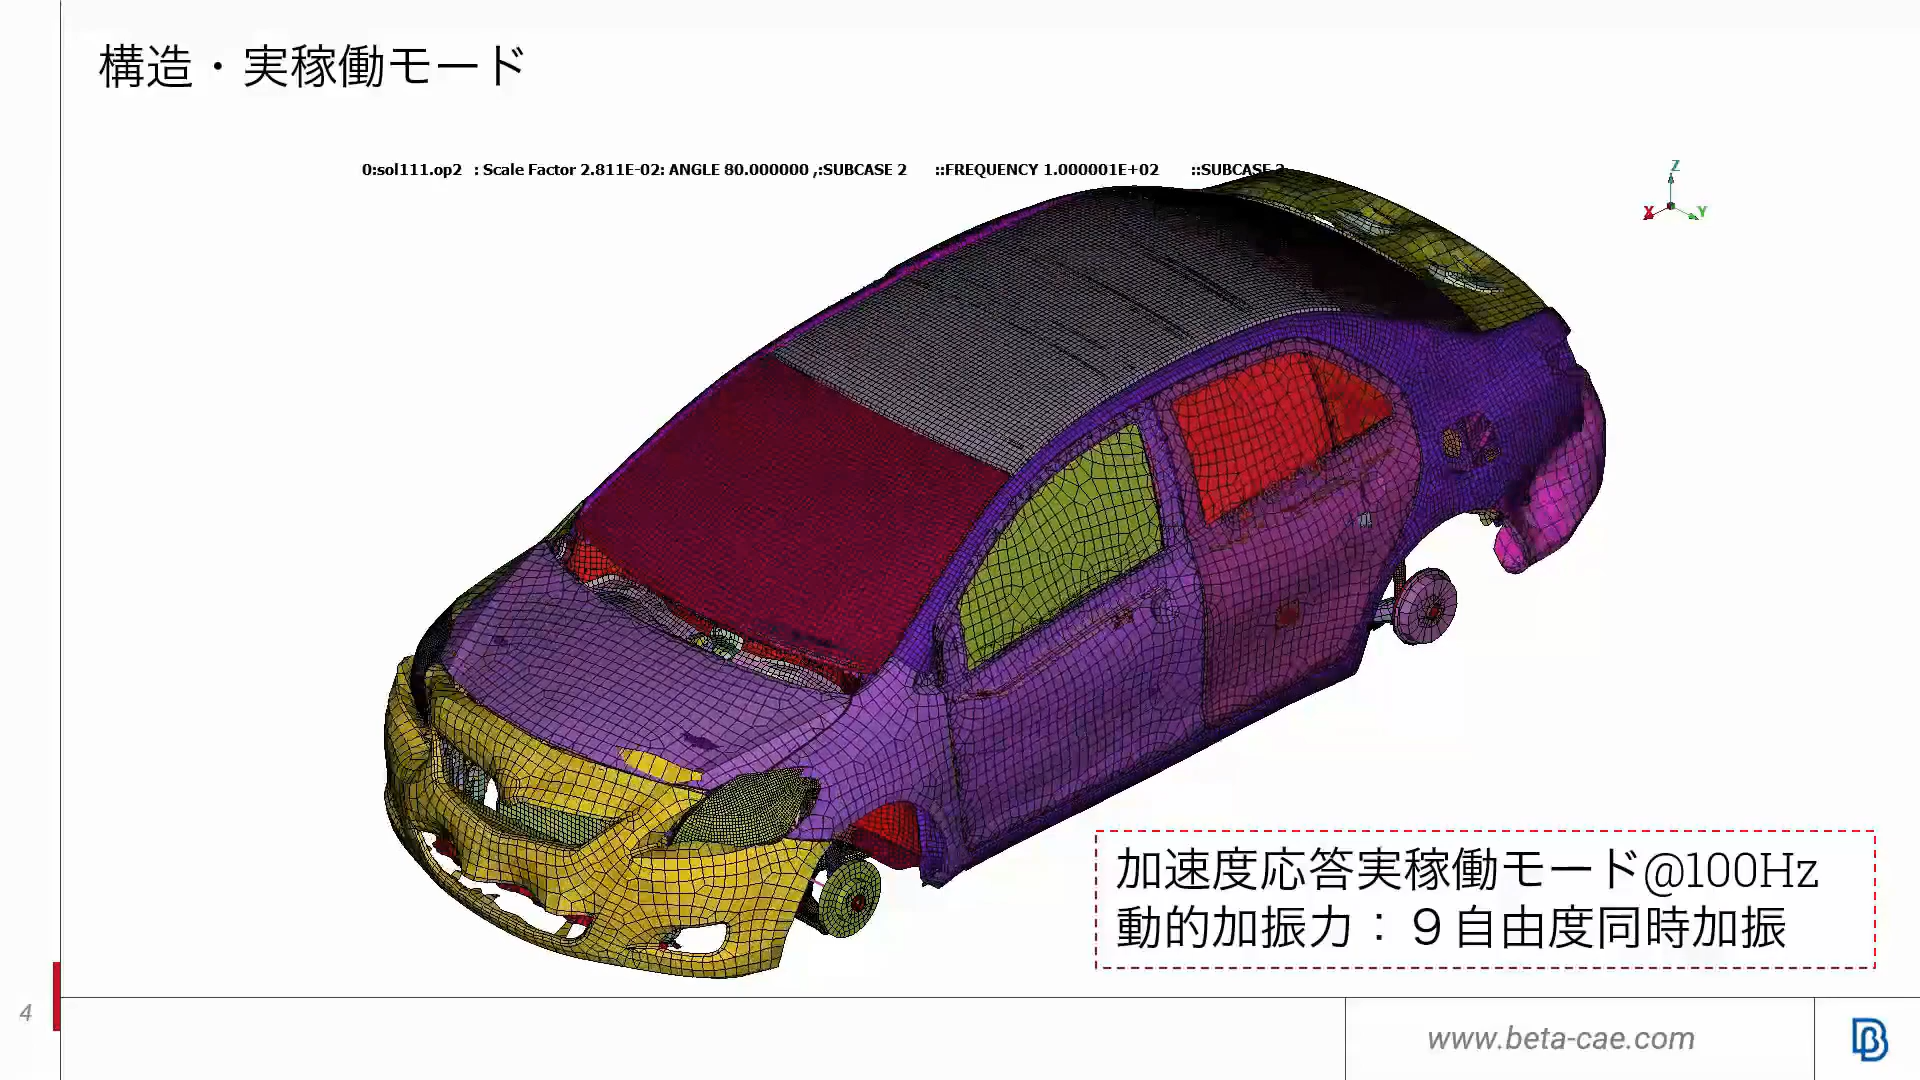 構造・実稼働モード
0:sol111.op2 : Scale Factor 2.811E-02: ANGLE 80.000000 ,:SUBCASE 2 ::FREQUENCY 1.000001E+02 ::SUBCASE 2
Z
X Y
加速度応答実稼働モード@100Hz
動的加振力：９自由度同時加振
4
www.beta-cae.com